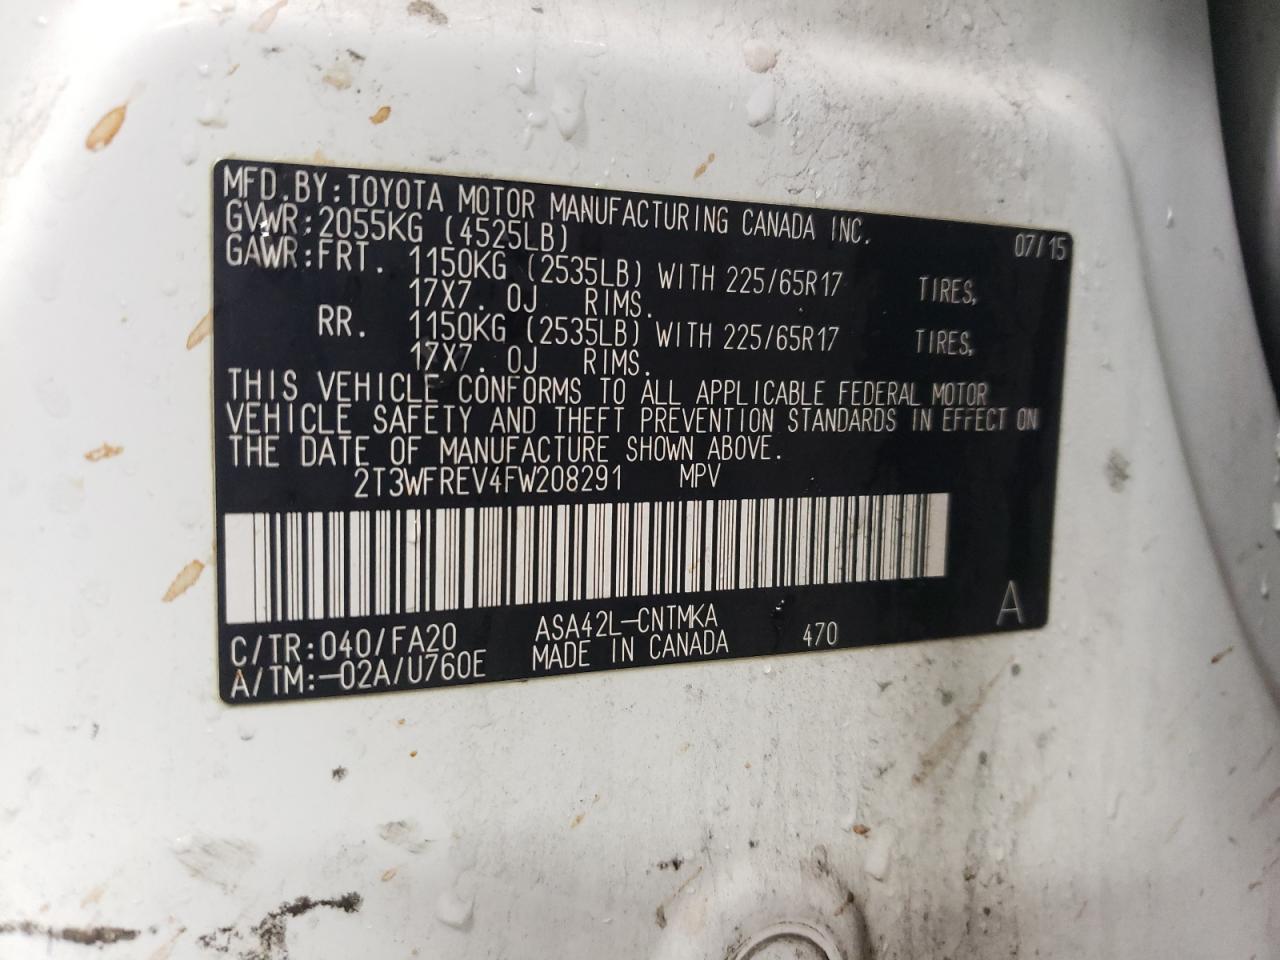 MFD.BY:TOYOTA MOTOR MANUFACTURING CANADA INC. 07/15
GVWR:2055KG (4525LB)
GAWR:FRT. 1150KG (2535LB) WITH 225/65R17 TIRES,
17X7.0J RIMS.
RR. 1150KG (2535LB) WITH 225/65R17 TIRES,
17X7.0J RIMS.
THIS VEHICLE CONFORMS TO ALL APPLICABLE FEDERAL MOTOR
VEHICLE SAFETY AND THEFT PREVENTION STANDARDS IN EFFECT ON
THE DATE OF MANUFACTURE SHOWN ABOVE.
2T3WFREV4FW208291 MPV
C/TR:040/FA20 ASA42L-CNTMKA 470 A
A/TM:-02A/U760E MADE IN CANADA